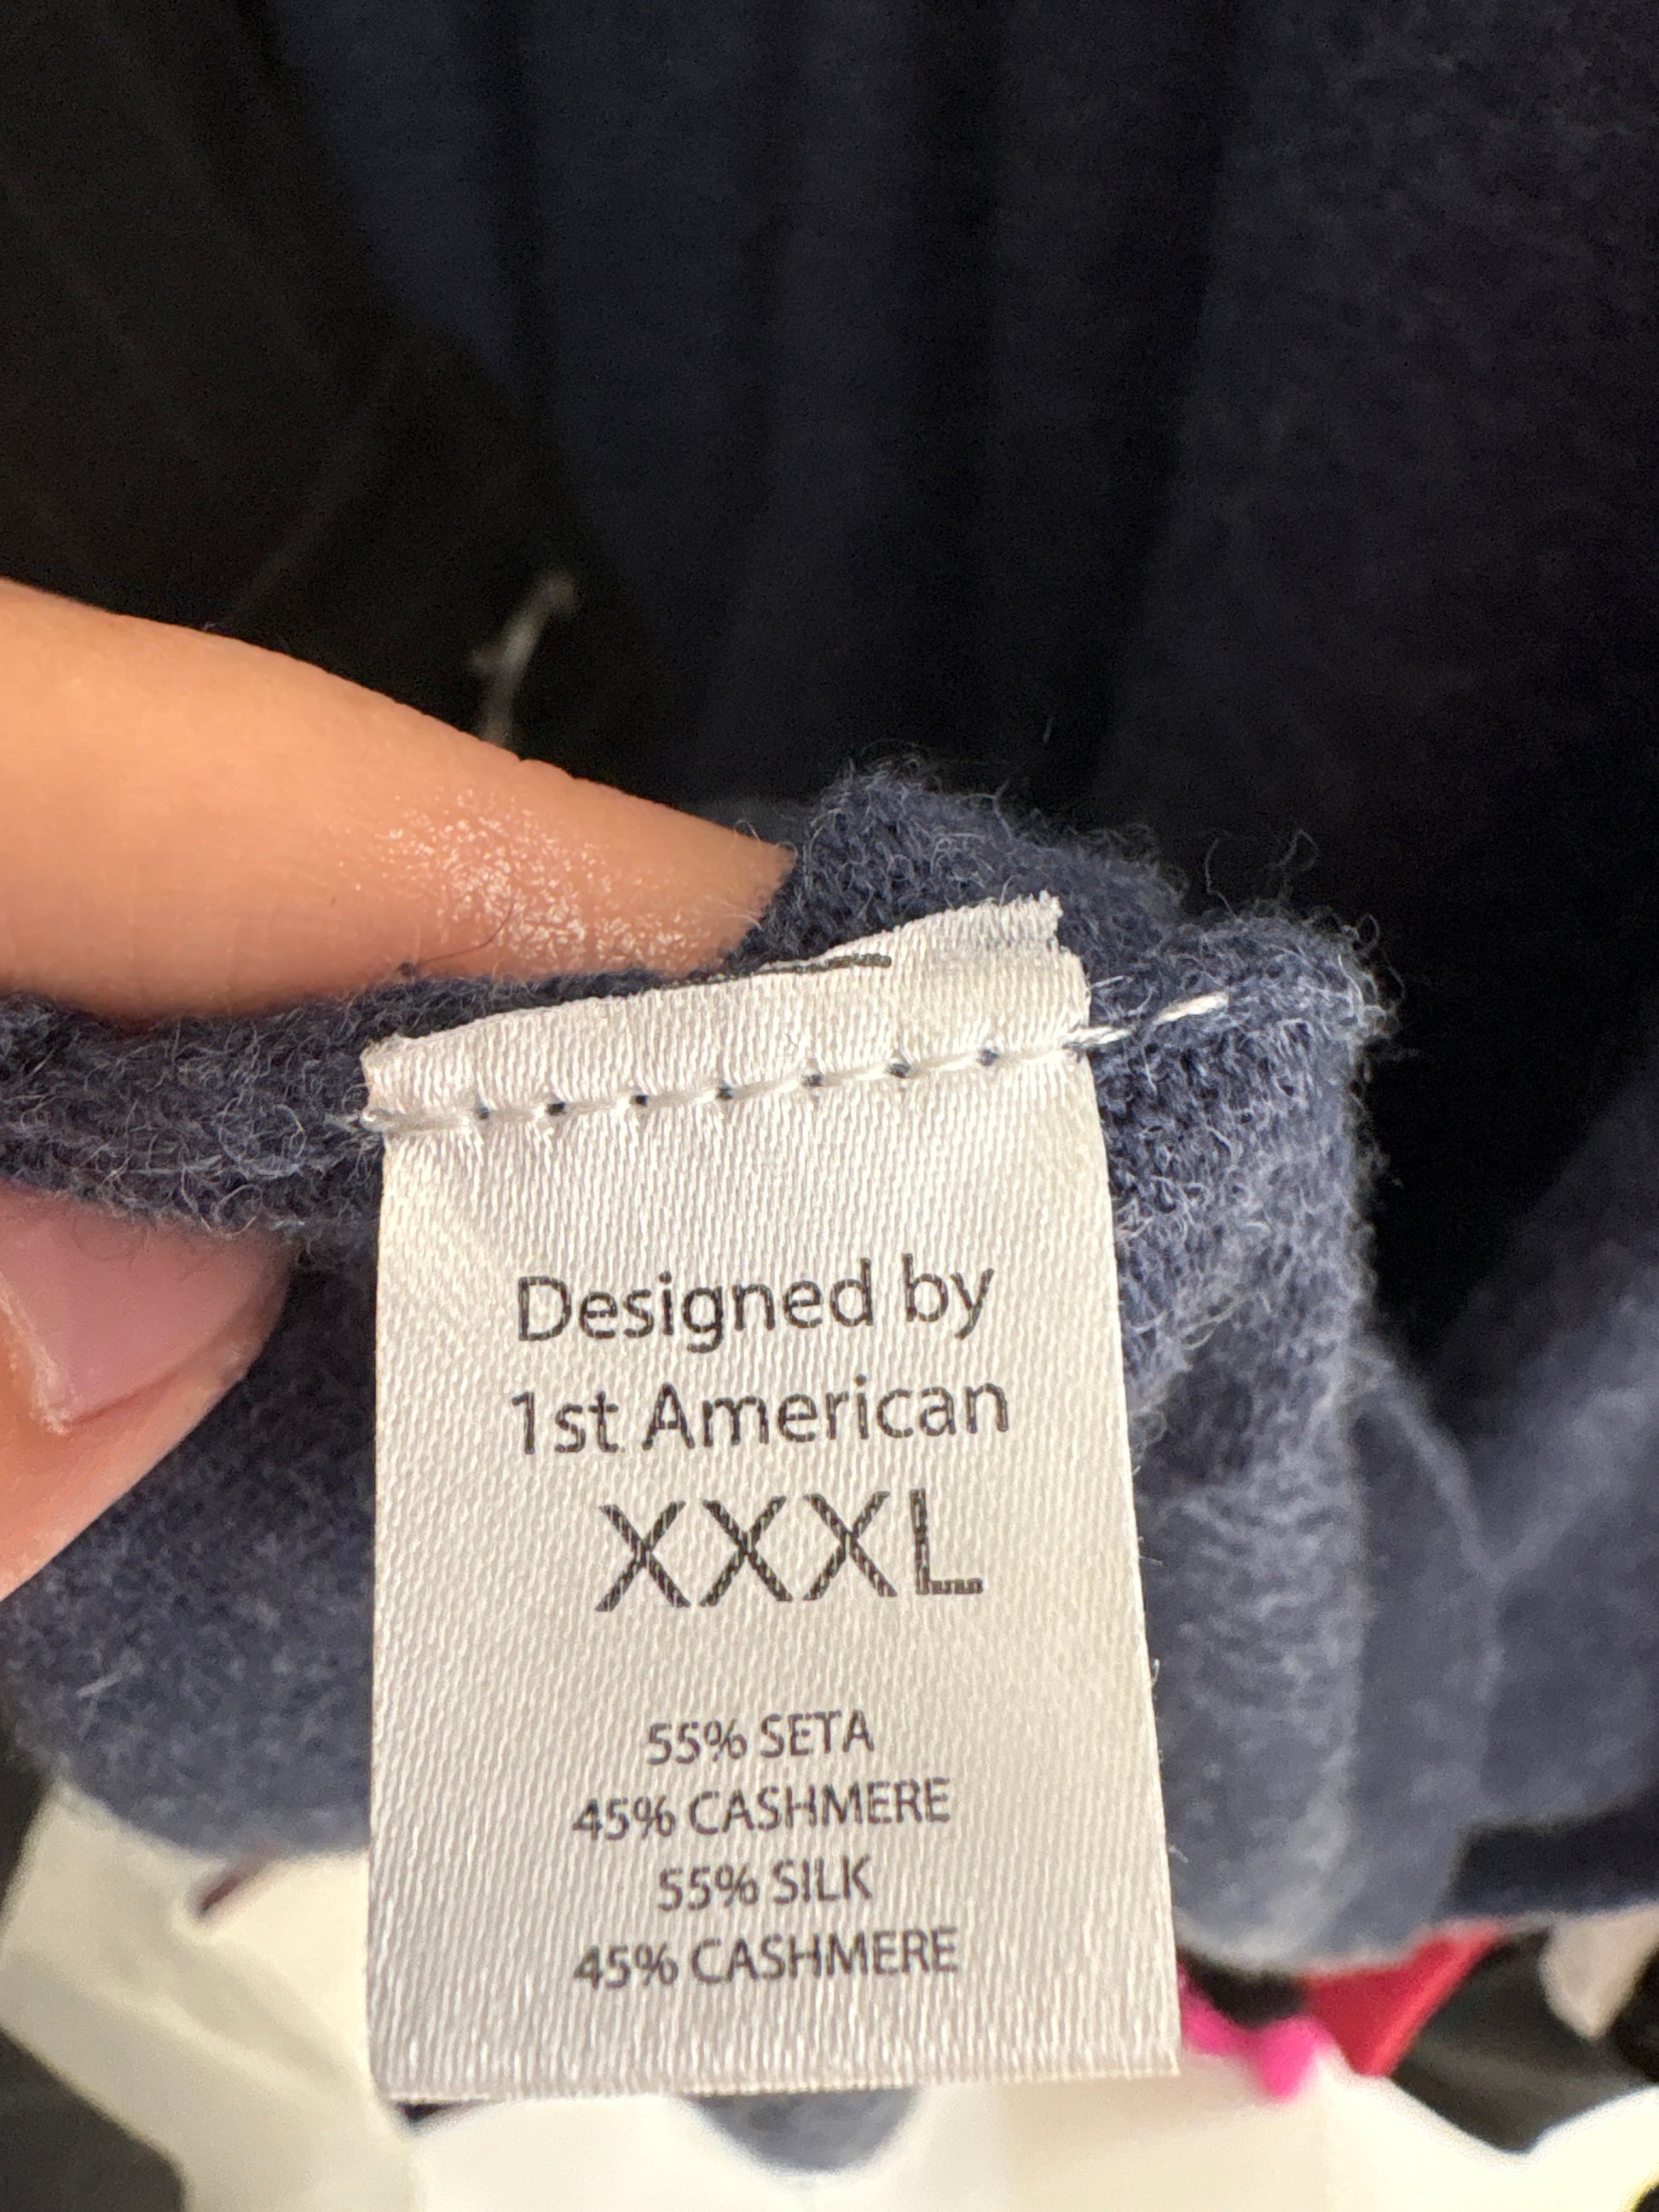 Designed by
1st American
XXXL
55% SETA
45% CASHMERE
55% SILK
45% CASHMERE